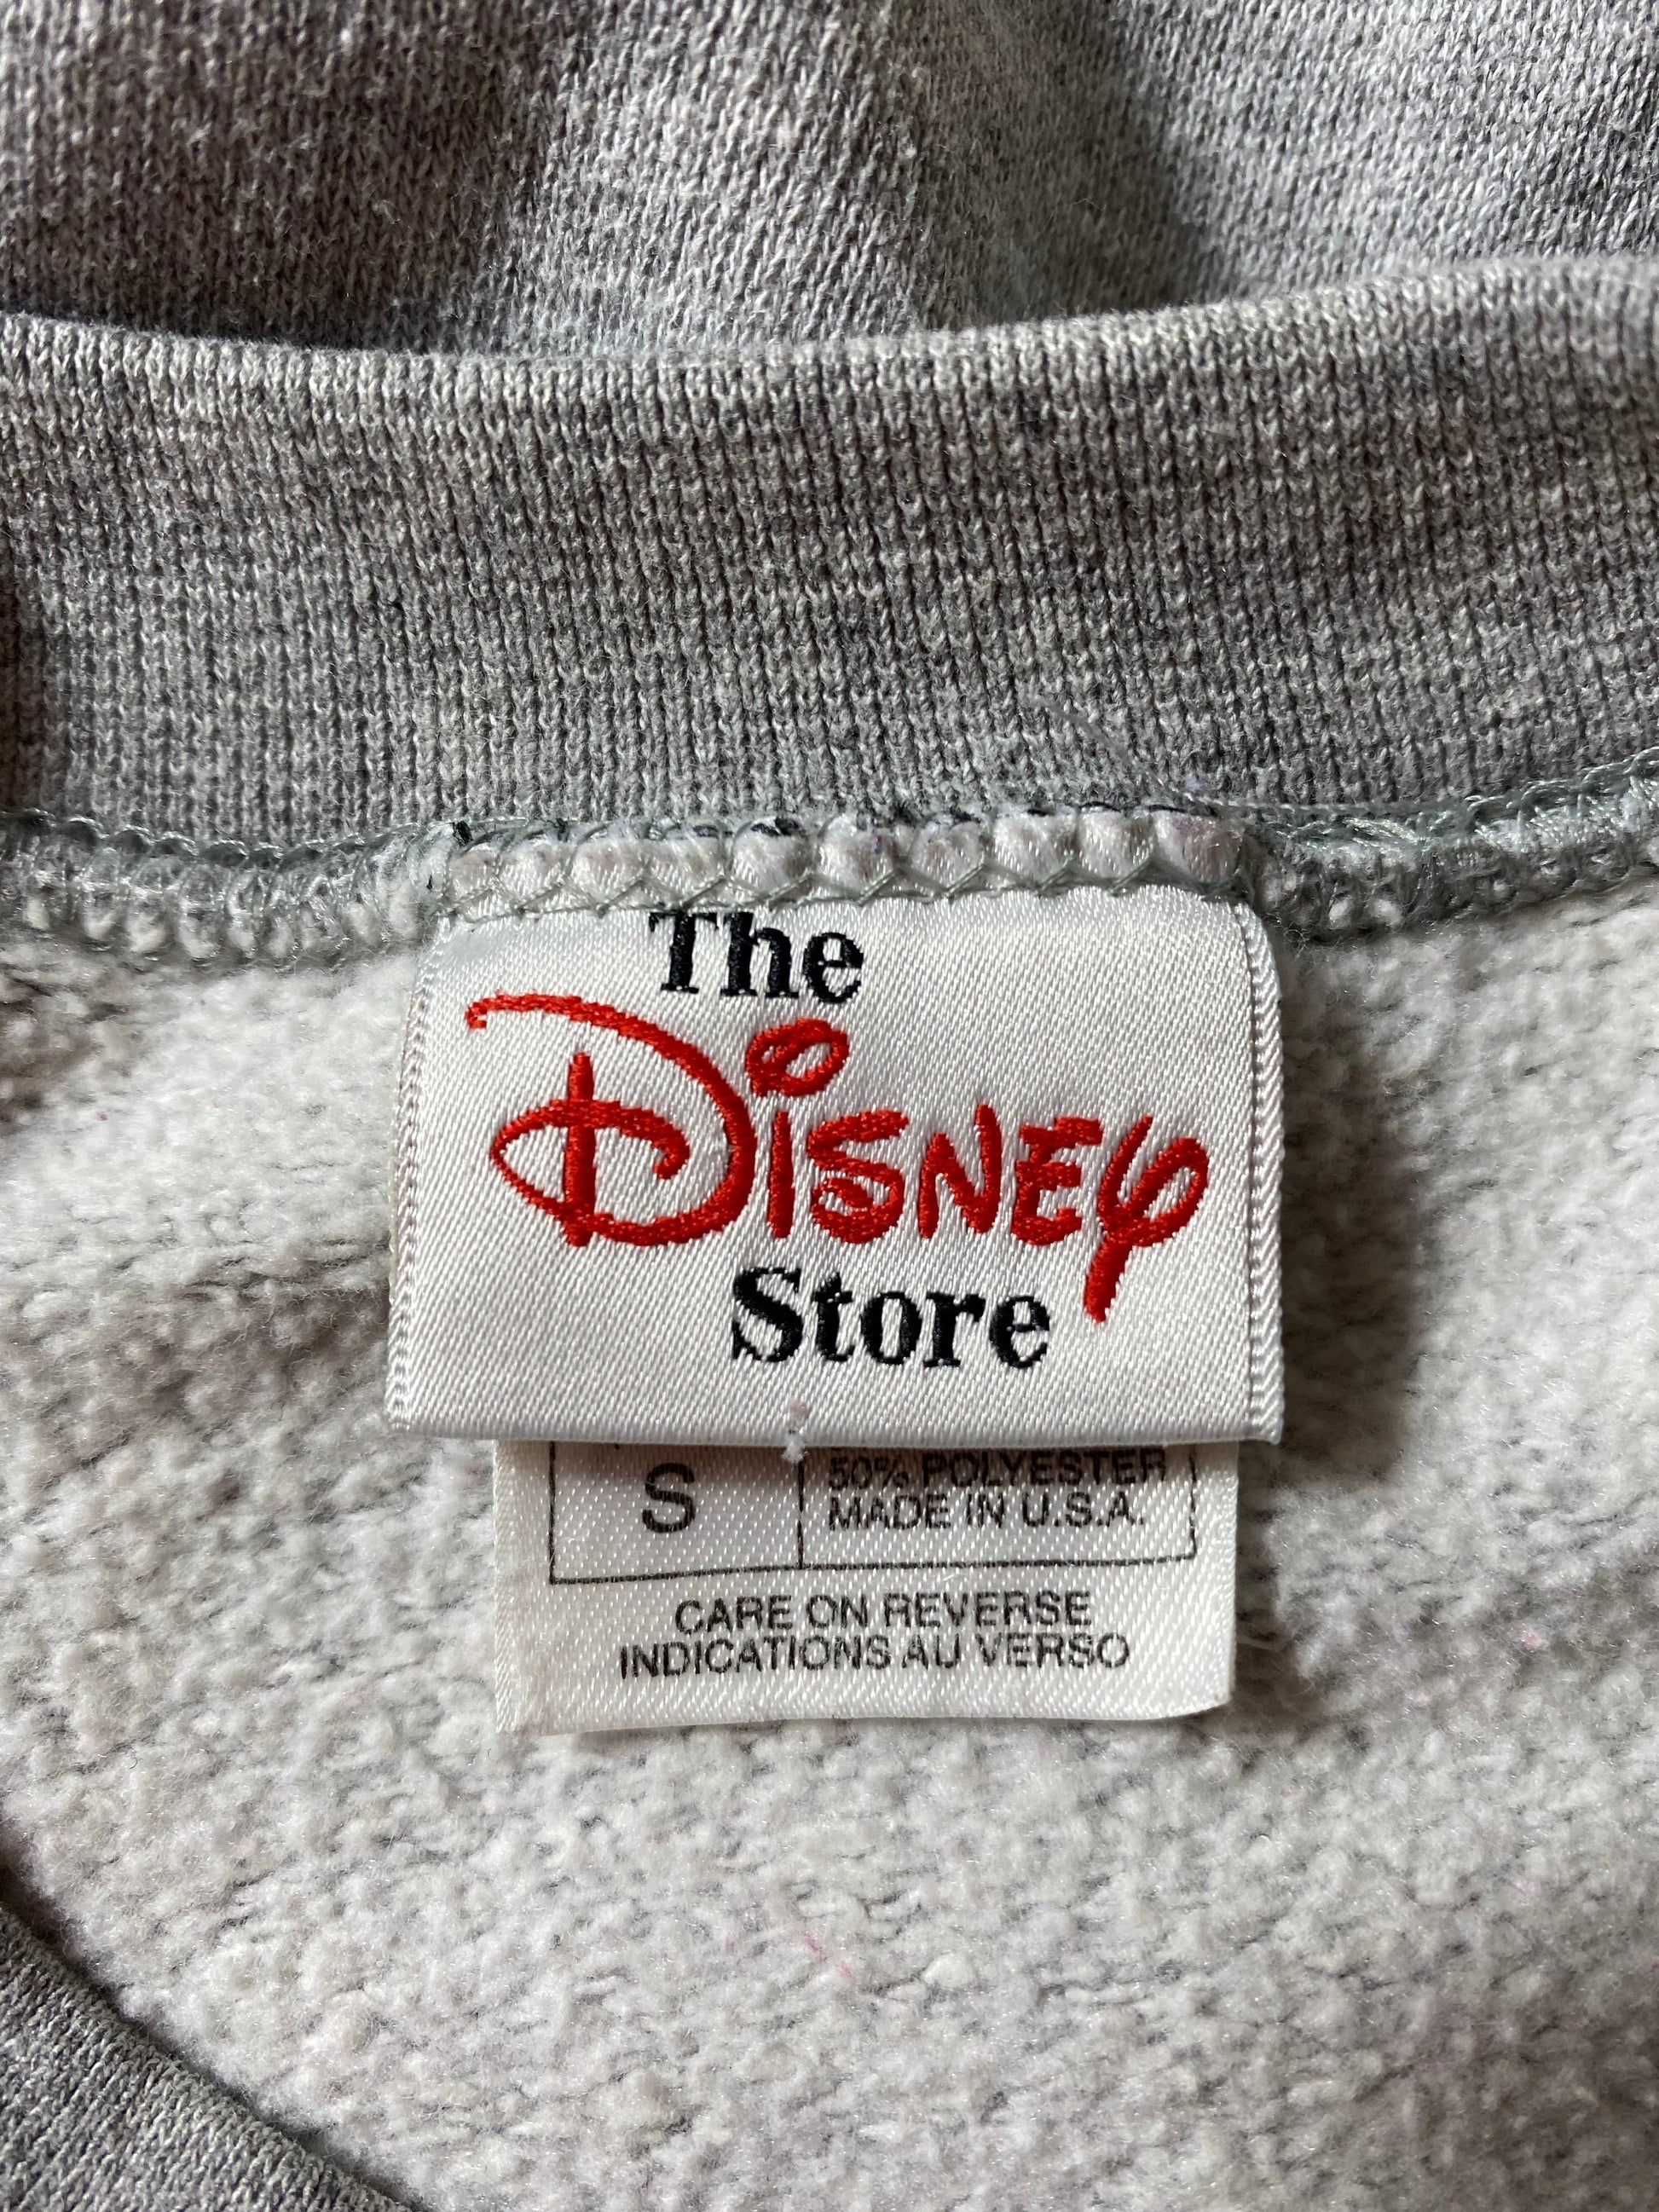 The
Disney
Store
S
50% POLYESTER
MADE IN U.S.A.
CARE ON REVERSE
INDICATIONS AU VERSO